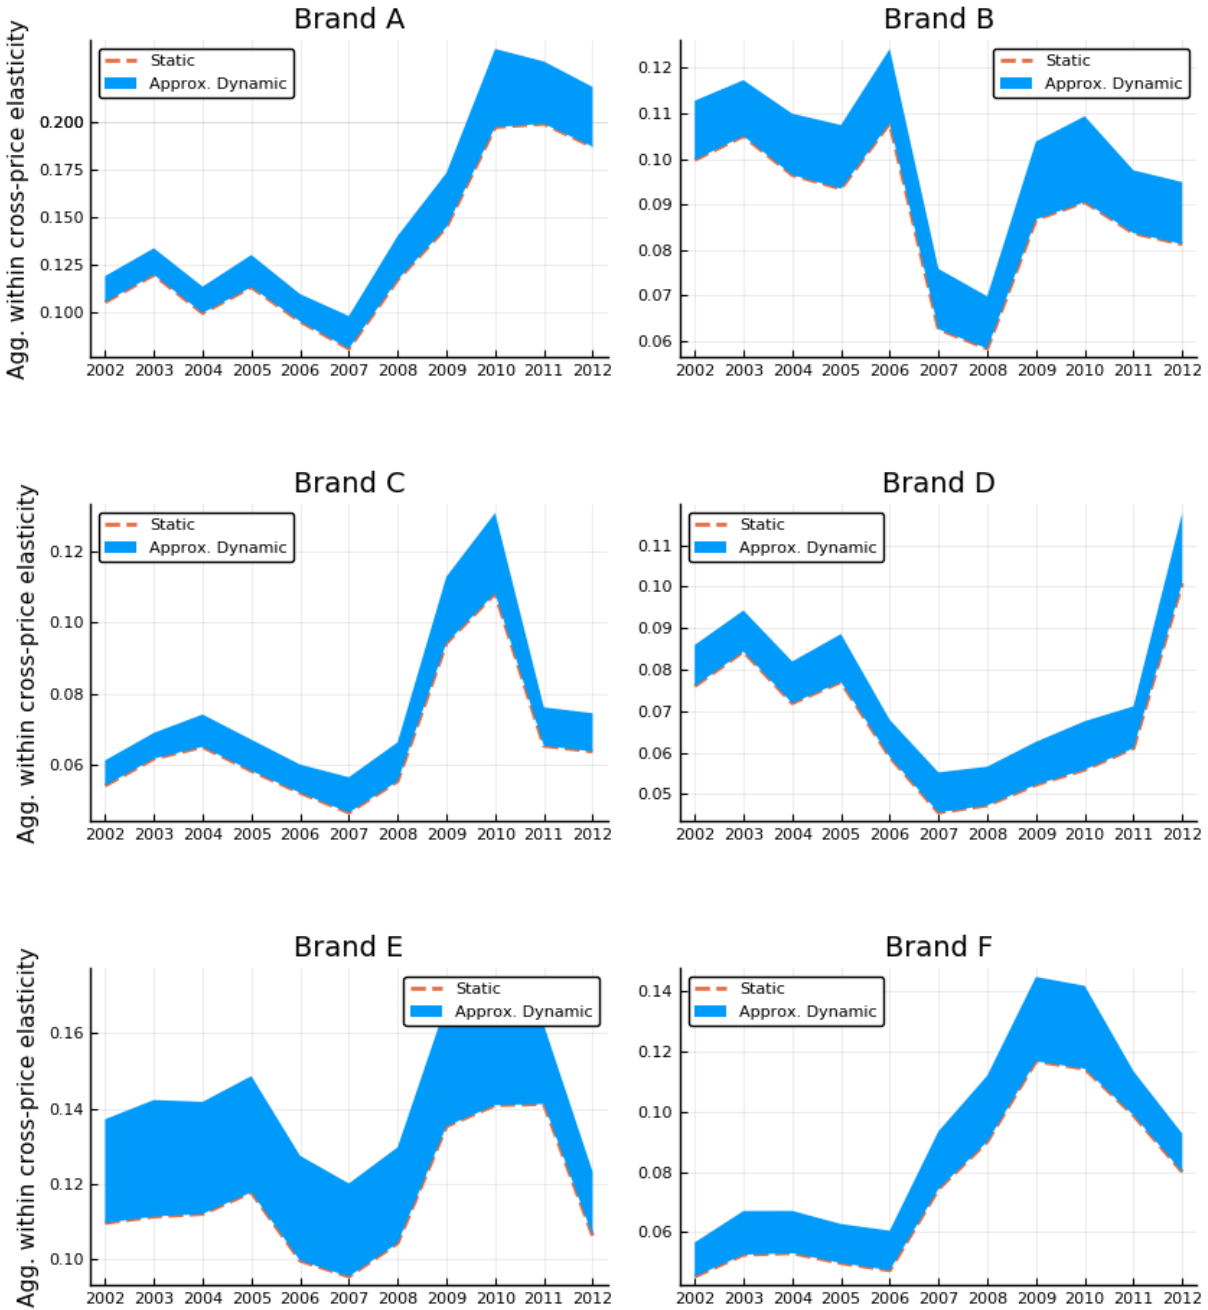 Brand A
Agg. within cross-price elasticity
Static
Approx. Dynamic
0.200
0.175
0.150
0.125
0.100
2002 2003 2004 2005 2006 2007 2008 2009 2010 2011 2012
Brand B
Static
Approx. Dynamic
0.12
0.11
0.10
0.09
0.08
0.07
0.06
2002 2003 2004 2005 2006 2007 2008 2009 2010 2011 2012
Brand C
Agg. within cross-price elasticity
Static
Approx. Dynamic
0.12
0.10
0.08
0.06
2002 2003 2004 2005 2006 2007 2008 2009 2010 2011 2012
Brand D
Static
Approx. Dynamic
0.11
0.10
0.09
0.08
0.07
0.06
0.05
2002 2003 2004 2005 2006 2007 2008 2009 2010 2011 2012
Brand E
Agg. within cross-price elasticity
Static
Approx. Dynamic
0.16
0.14
0.12
0.10
2002 2003 2004 2005 2006 2007 2008 2009 2010 2011 2012
Brand F
Static
Approx. Dynamic
0.14
0.12
0.10
0.08
0.06
2002 2003 2004 2005 2006 2007 2008 2009 2010 2011 2012